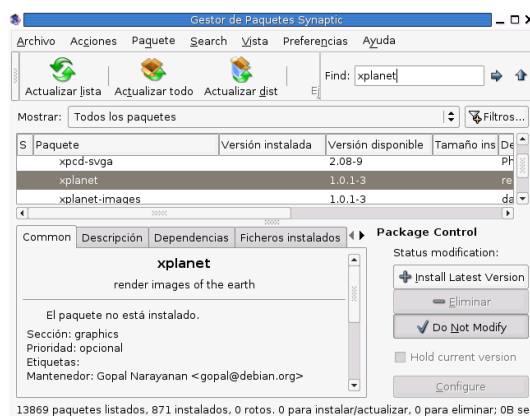 Gestor de Paquetes Synaptic
Archivo Acciones Paquete Search Vista Preferencias Ayuda
Actualizar lista Actualizar todo Actualizar dist Find: xplanet
Mostrar: Todos los paquetes Filtros...
S Paquete Versión instalada Versión disponible Tamaño ins De
xpcd-svga 2.08-9 Ph
xplanet 1.0.1-3 re
xplanet-images 1.0.1-3 da
Common Descripción Dependencias Ficheros instalados
Package Control
xplanet
Status modification:
render images of the earth
Install Latest Version
El paquete no está instalado.
Eliminar
Sección: graphics
Do Not Modify
Prioridad: opcional
Etiquetas:
Hold current version
Mantenedor: Gopal Narayanan <gopal@debian.org>
Configure
13869 paquetes listados, 871 instalados, 0 rotos. 0 para instalar/actualizar, 0 para eliminar; 0B se